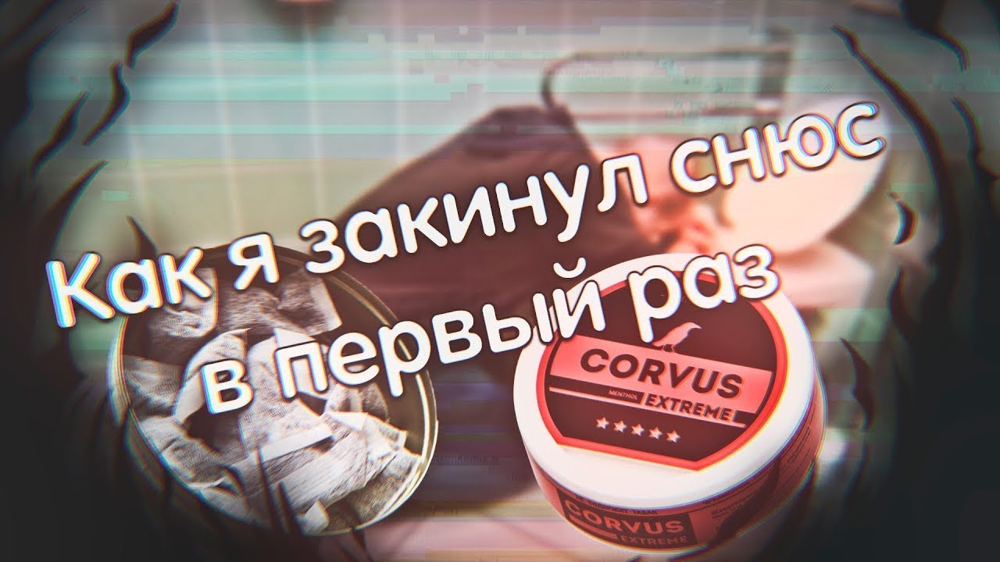 Как я закинул снюс
в первый раз
CORVUS
MENTHOL EXTREME
CORVUS
EXTREME